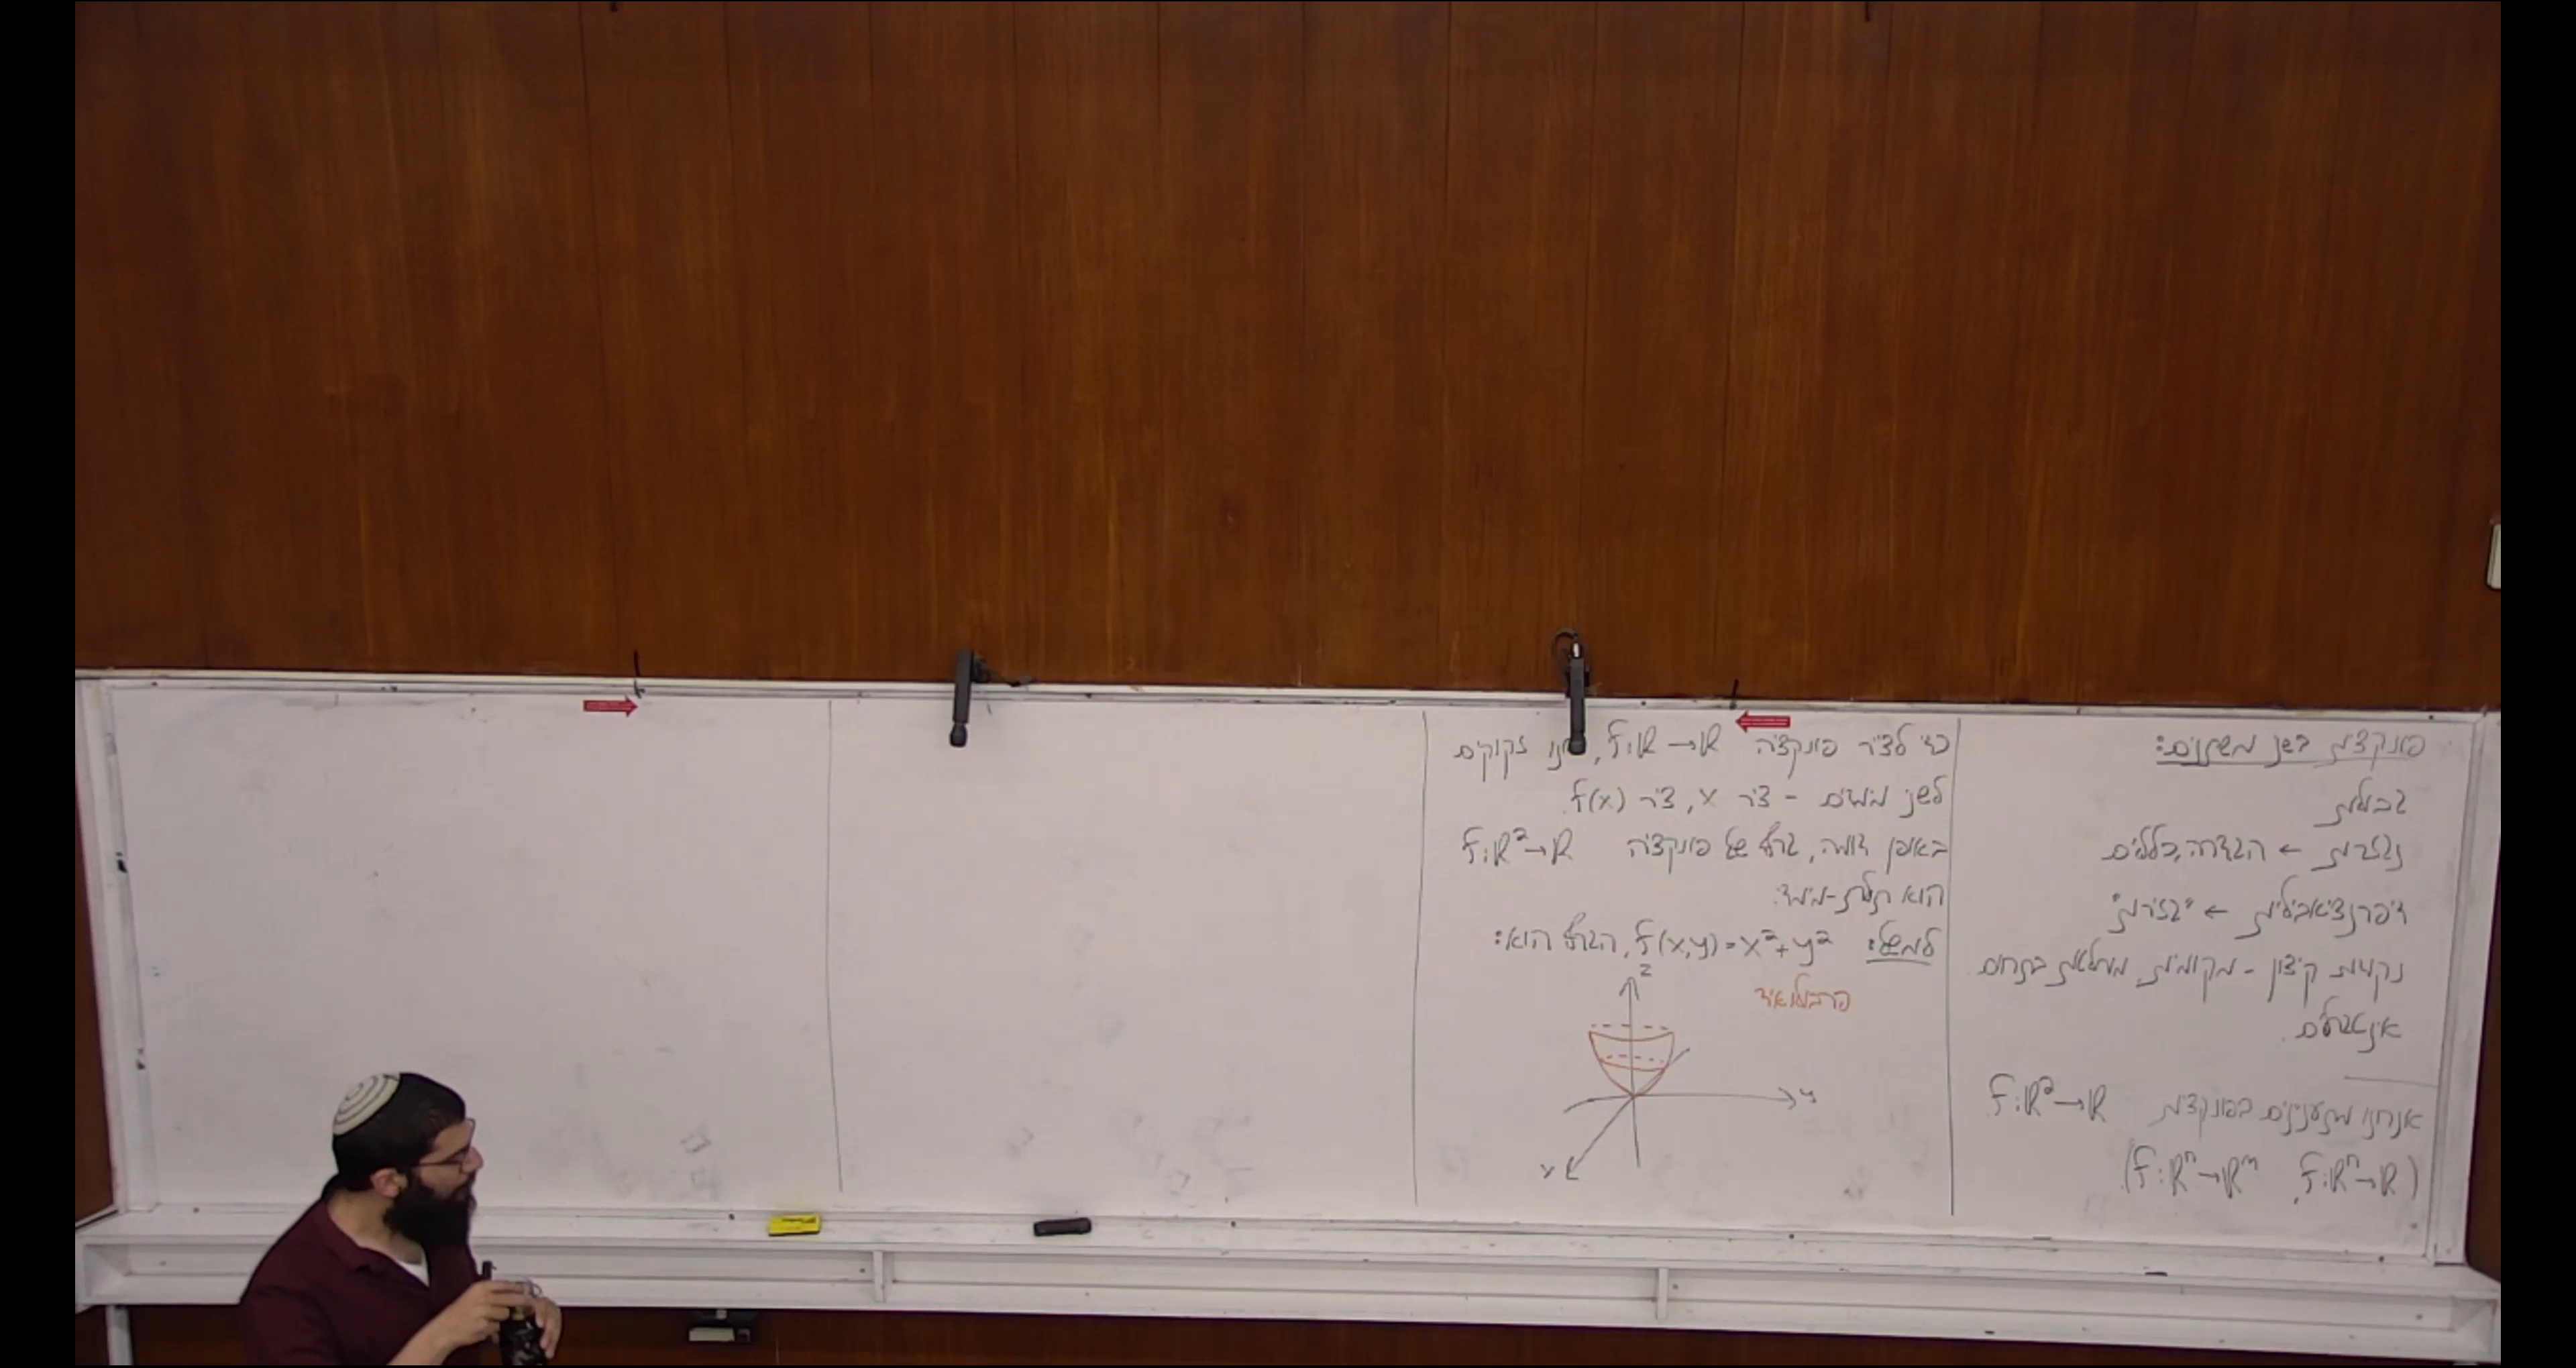 פונקציות בשני משתנים:
גבולות
נגזרות ← הגדרה, כללים
דיפרנציאביליות ← "גזירות"
נקודות קיצון - מקומיות, מוחלטות בתחום.
אינטגרלים.
אנחנו מתעניינים בפונקציות f:ℝ²→ℝ
(f:ℝⁿ→ℝ, f:ℝⁿ→ℝᵐ)
כדי לצייר פונקציה f:ℝ→ℝ, זקוקים
לשני מימדים - ציר x, ציר f(x).
באופן דומה, גרף של פונקציה f:ℝ²→ℝ
הוא תלת-מימדי.
למשל: f(x,y)=x²+y², הגרף הוא:
פרבולואיד
z
y
x